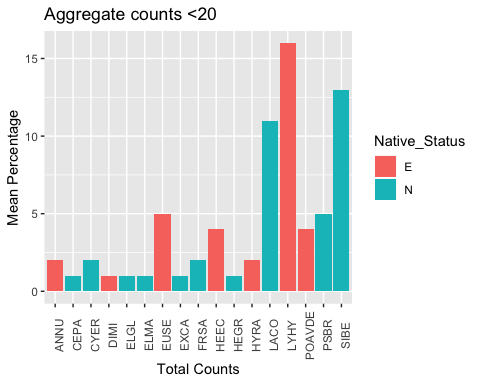 Aggregate counts <20
Mean Percentage
15
10
5
0
ANNU CEPA CYER DIMI ELGL ELMA EUSE EXCA FRSA HEEC HEGR HYRA LACO LYHY POAVDE PSBR SIBE
Total Counts
Native_Status
E
N